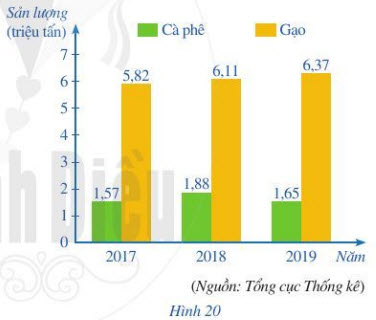 Sản lượng
(triệu tấn)
Cà phê
Gạo
7
6
5
4
3
2
1
0
1,57
5,82
1,88
6,11
1,65
6,37
2017
2018
2019
Năm
(Nguồn: Tổng cục Thống kê)
Hình 20